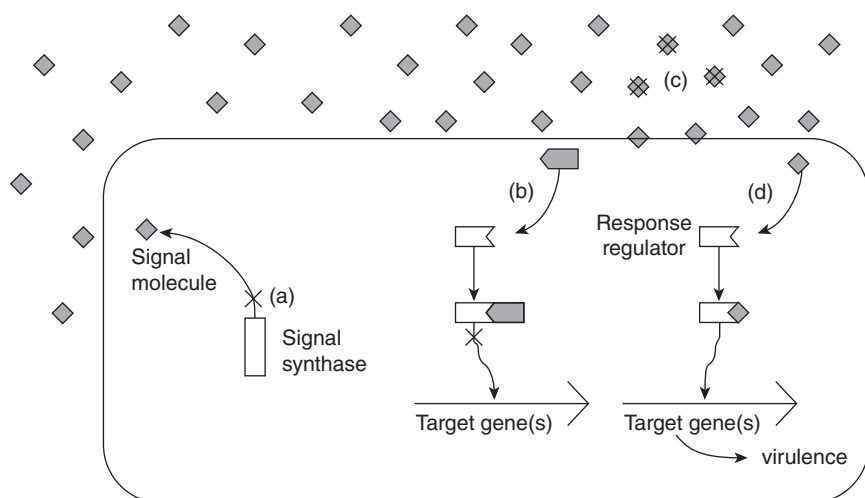 (c)
(b)
(d)
Response
regulator
Signal
molecule
(a)
Signal
synthase
Target gene(s)
Target gene(s)
virulence